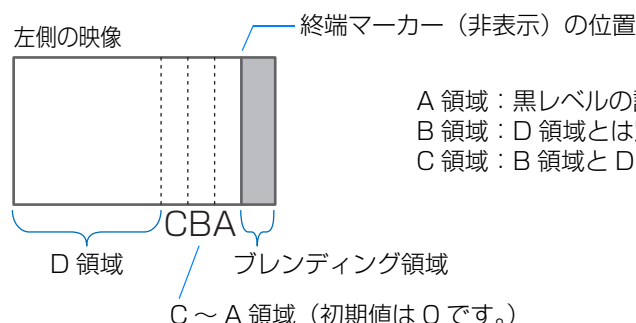 終端マーカー（非表示）の位置
左側の映像
A 領域：黒レベルの
B 領域：D 領域とは
C 領域：B 領域と D
CBA
D 領域
ブレンディング領域
C ～ A 領域（初期値は 0 です。）